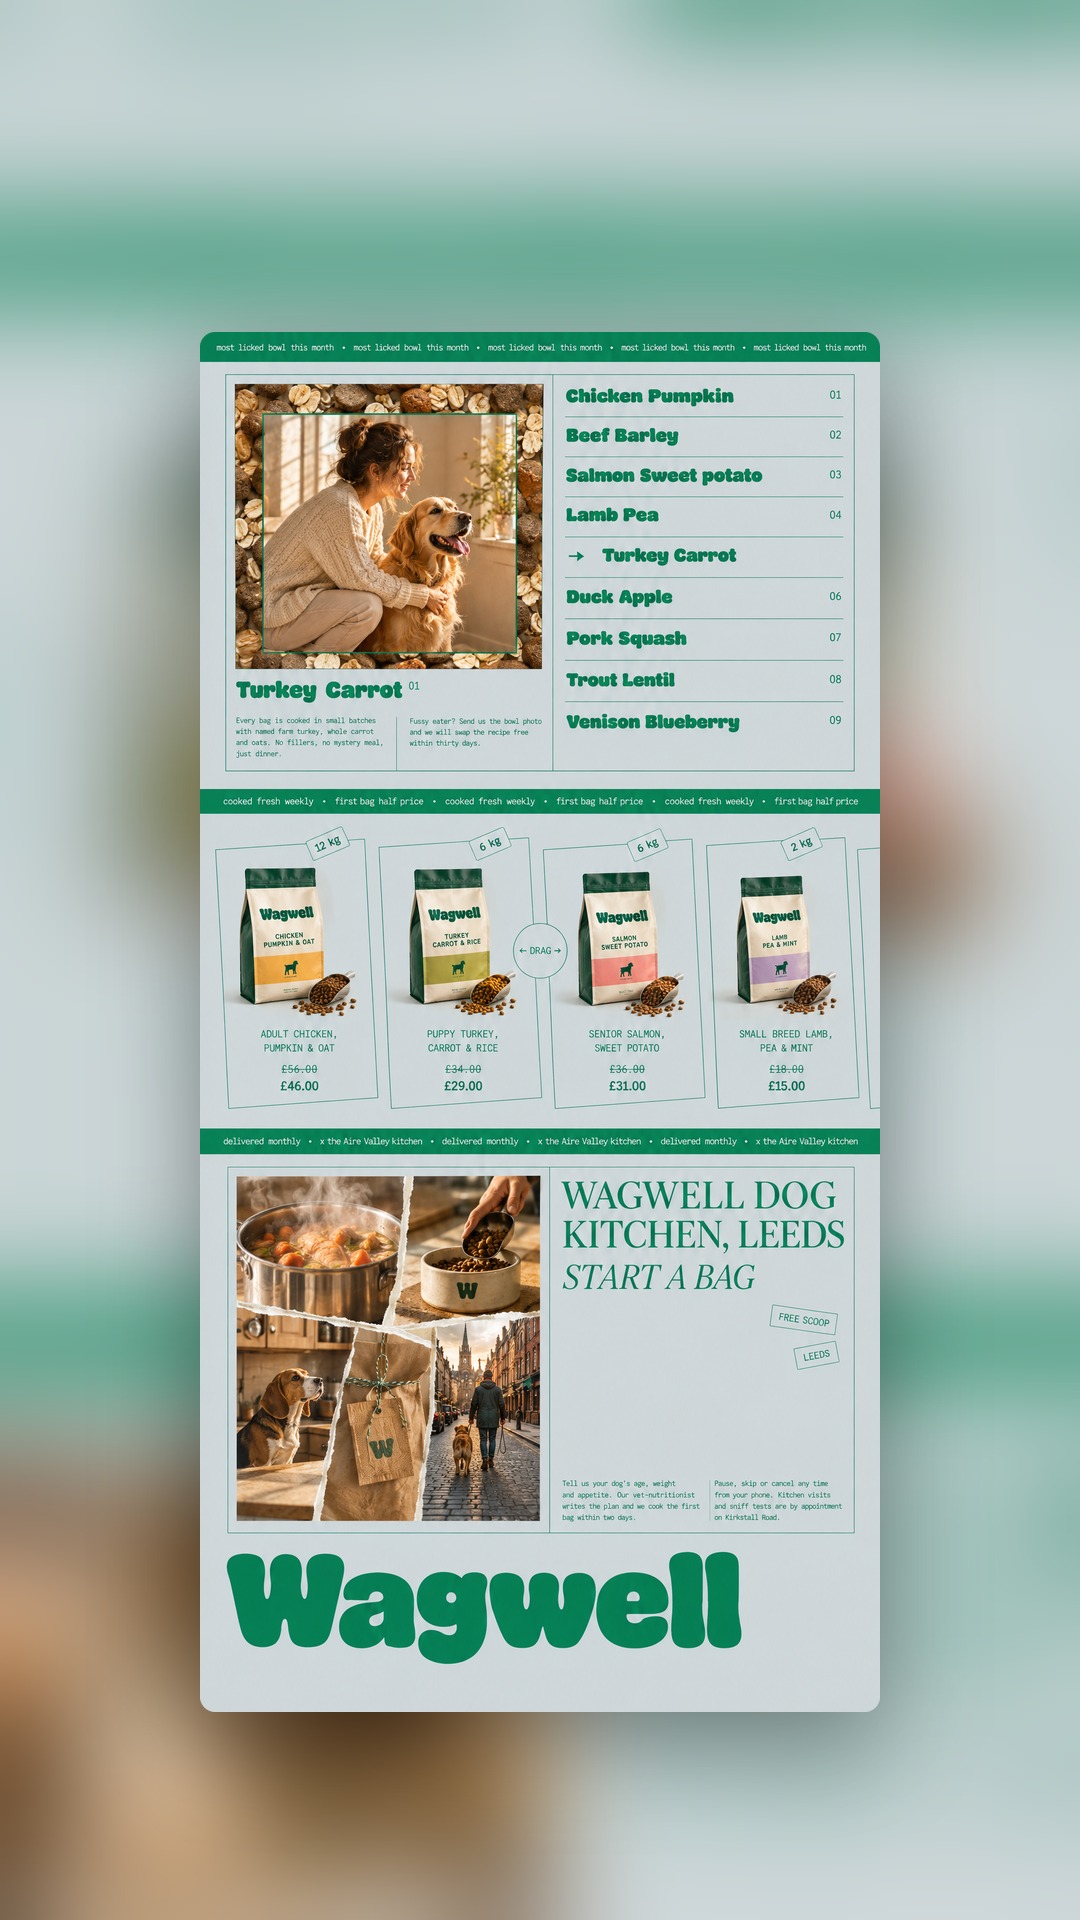 most licked bowl this month • most licked bowl this month • most licked bowl this month • most licked bowl this month • most licked bowl this month
Turkey Carrot 01
Every bag is cooked in small batches
with named farm turkey, whole carrot
and oats. No fillers, no mystery meal,
just dinner.
Fussy eater? Send us the bowl photo
and we will swap the recipe free
within thirty days.
Chicken Pumpkin 01
Beef Barley 02
Salmon Sweet potato 03
Lamb Pea 04
→ Turkey Carrot
Duck Apple 06
Pork Squash 07
Trout Lentil 08
Venison Blueberry 09
cooked fresh weekly • first bag half price • cooked fresh weekly • first bag half price • cooked fresh weekly • first bag half price
12 kg
Wagwell
CHICKEN
PUMPKIN & OAT
ADULT CHICKEN,
PUMPKIN & OAT
£56.00
£46.00
6 kg
Wagwell
TURKEY
CARROT & RICE
PUPPY TURKEY,
CARROT & RICE
£34.00
£29.00
← DRAG →
6 kg
Wagwell
SALMON
SWEET POTATO
SENIOR SALMON,
SWEET POTATO
£36.00
£31.00
2 kg
Wagwell
LAMB
PEA & MINT
SMALL BREED LAMB,
PEA & MINT
£18.00
£15.00
delivered monthly • x the Aire Valley kitchen • delivered monthly • x the Aire Valley kitchen • delivered monthly • x the Aire Valley kitchen
W
W
WAGWELL DOG
KITCHEN, LEEDS
START A BAG
FREE SCOOP
LEEDS
Tell us your dog's age, weight
and appetite. Our vet-nutritionist
writes the plan and we cook the first
bag within two days.
Pause, skip or cancel any time
from your phone. Kitchen visits
and sniff tests are by appointment
on Kirkstall Road.
Wagwell